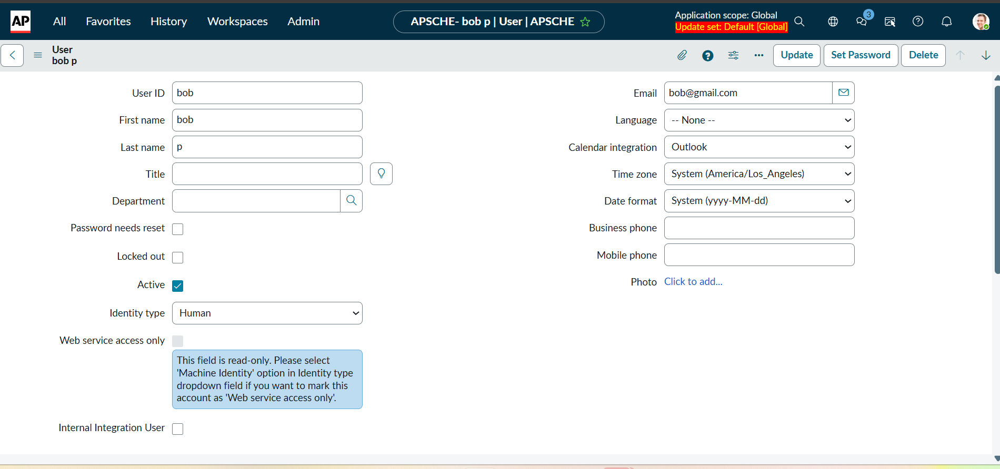 AP
All
Favorites
History
Workspaces
Admin
APSCHE- bob p | User | APSCHE
Application scope: Global
Update set: Default [Global]
3
User
bob p
Update
Set Password
Delete
User ID
bob
First name
bob
Last name
p
Title
Department
Password needs reset
Locked out
Active
Identity type
Human
Web service access only
This field is read-only. Please select
'Machine Identity' option in Identity type
dropdown field if you want to mark this
account as 'Web service access only'.
Internal Integration User
Email
bob@gmail.com
Language
-- None --
Calendar integration
Outlook
Time zone
System (America/Los_Angeles)
Date format
System (yyyy-MM-dd)
Business phone
Mobile phone
Photo
Click to add...